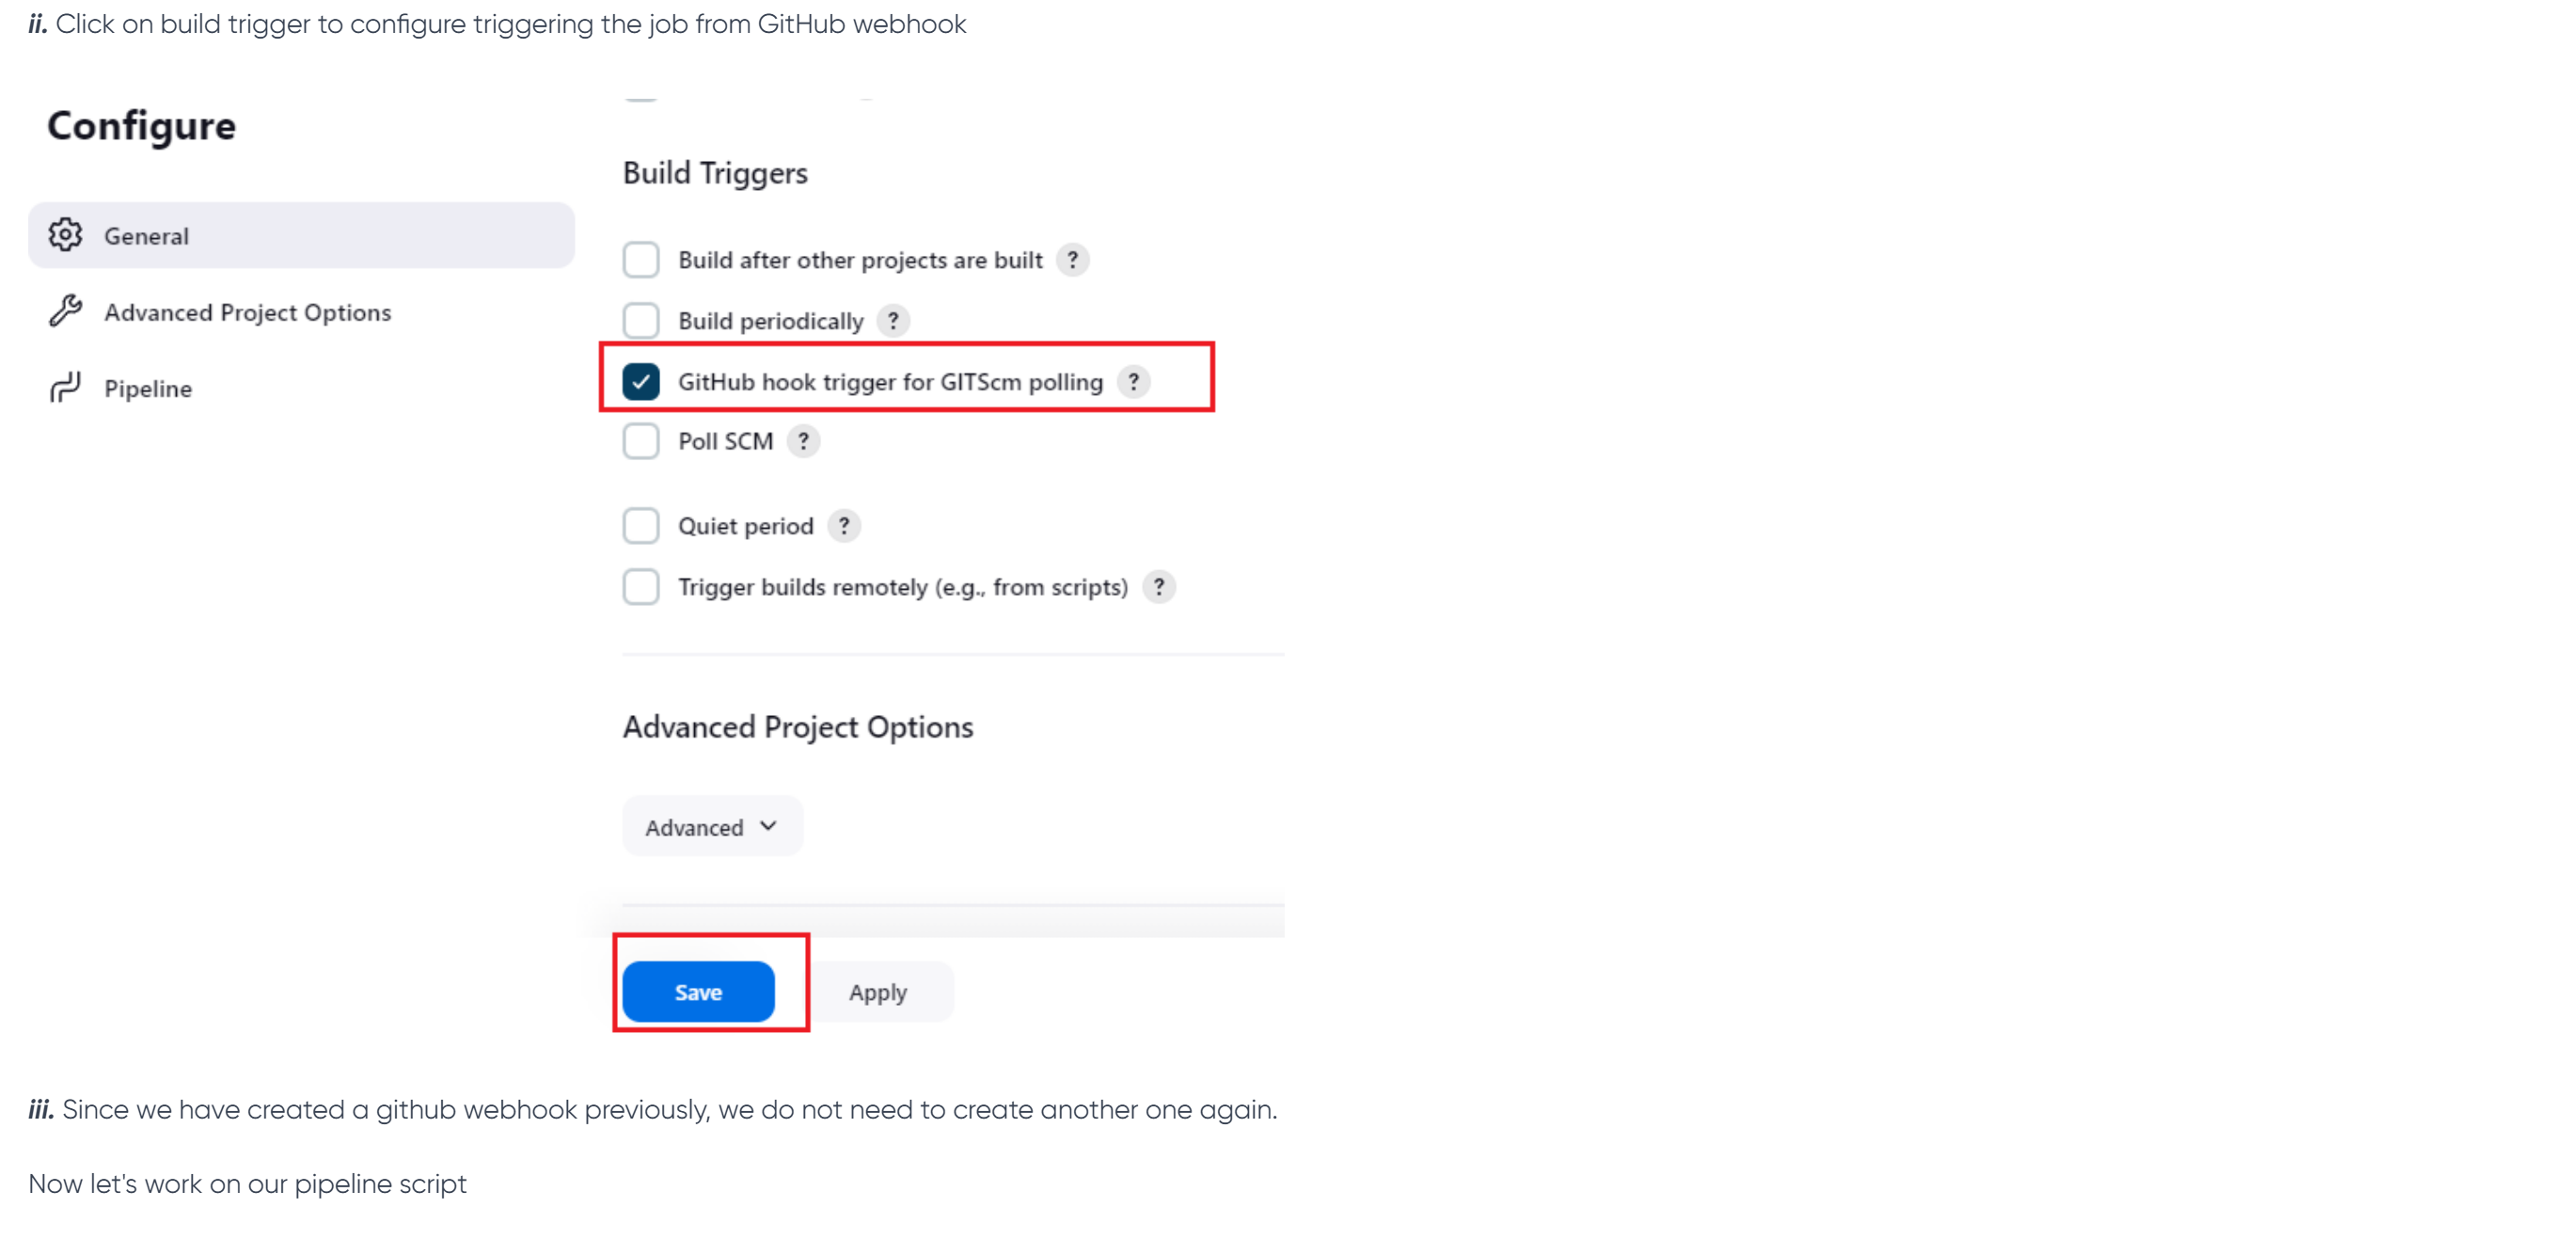 ii. Click on build trigger to configure triggering the job from GitHub webhook
Configure
General
Advanced Project Options
Pipeline
Build Triggers
Build after other projects are built ?
Build periodically ?
GitHub hook trigger for GITScm polling ?
Poll SCM ?
Quiet period ?
Trigger builds remotely (e.g., from scripts) ?
Advanced Project Options
Advanced
Save Apply
iii. Since we have created a github webhook previously, we do not need to create another one again.
Now let's work on our pipeline script